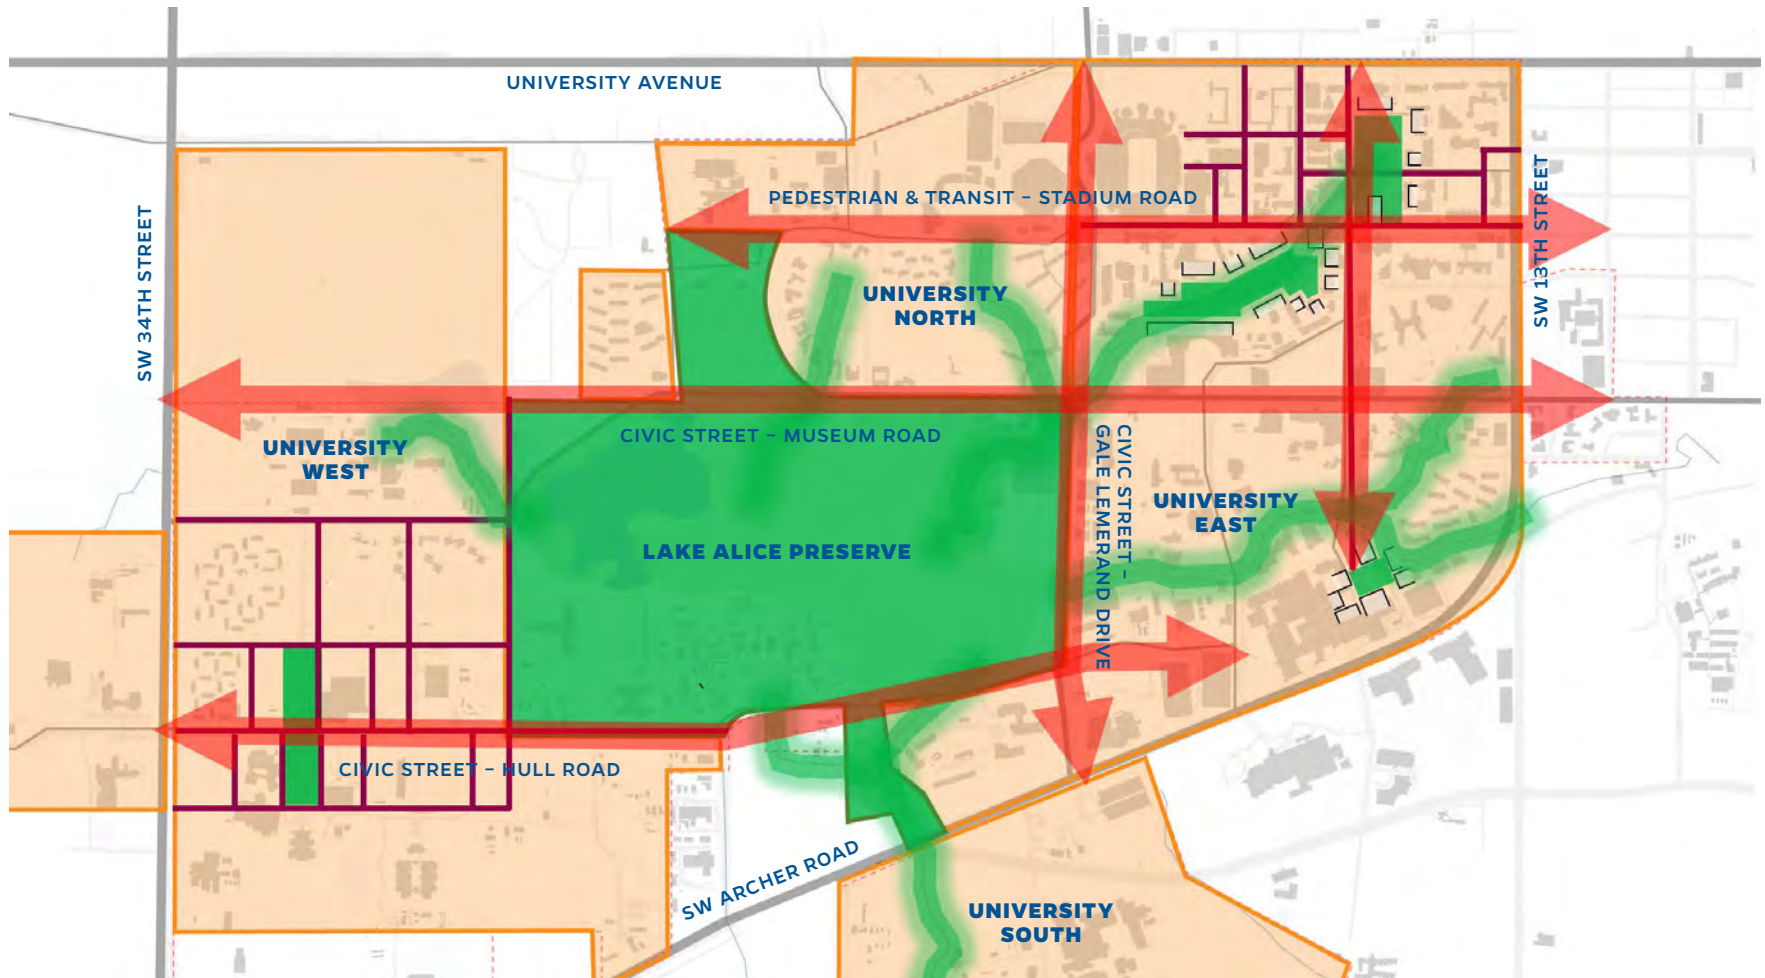 UNIVERSITY AVENUE
PEDESTRIAN & TRANSIT – STADIUM ROAD
SW 34TH STREET
SW 13TH STREET
UNIVERSITY
NORTH
CIVIC STREET – MUSEUM ROAD
UNIVERSITY
WEST
CIVIC STREET –
GALE LEMERAND DRIVE
UNIVERSITY
EAST
LAKE ALICE PRESERVE
CIVIC STREET – HULL ROAD
SW ARCHER ROAD
UNIVERSITY
SOUTH